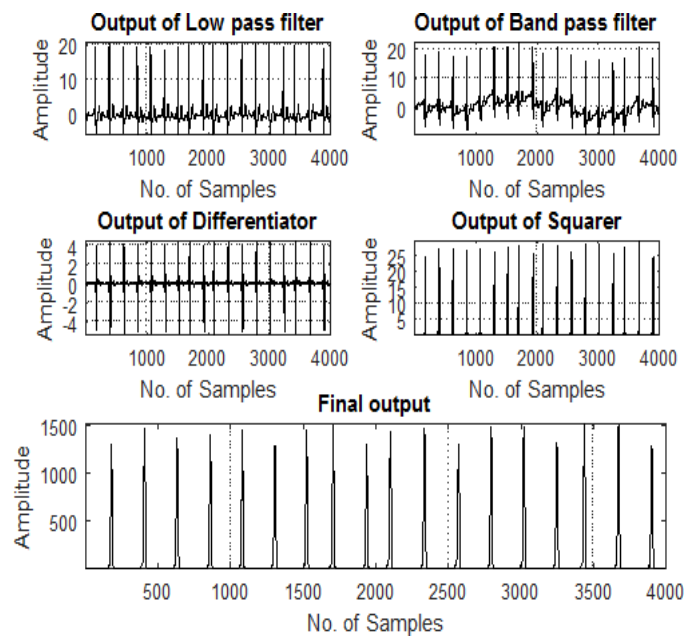 Output of Low pass filter
Amplitude
20
10
0
1000 2000 3000 4000
No. of Samples
Output of Band pass filter
Amplitude
20
10
0
1000 2000 3000 4000
No. of Samples
Output of Differentiator
Amplitude
4
2
0
-2
-4
1000 2000 3000 4000
No. of Samples
Output of Squarer
Amplitude
25
20
15
10
5
1000 2000 3000 4000
No. of Samples
Final output
Amplitude
1500
1000
500
500 1000 1500 2000 2500 3000 3500 4000
No. of Samples